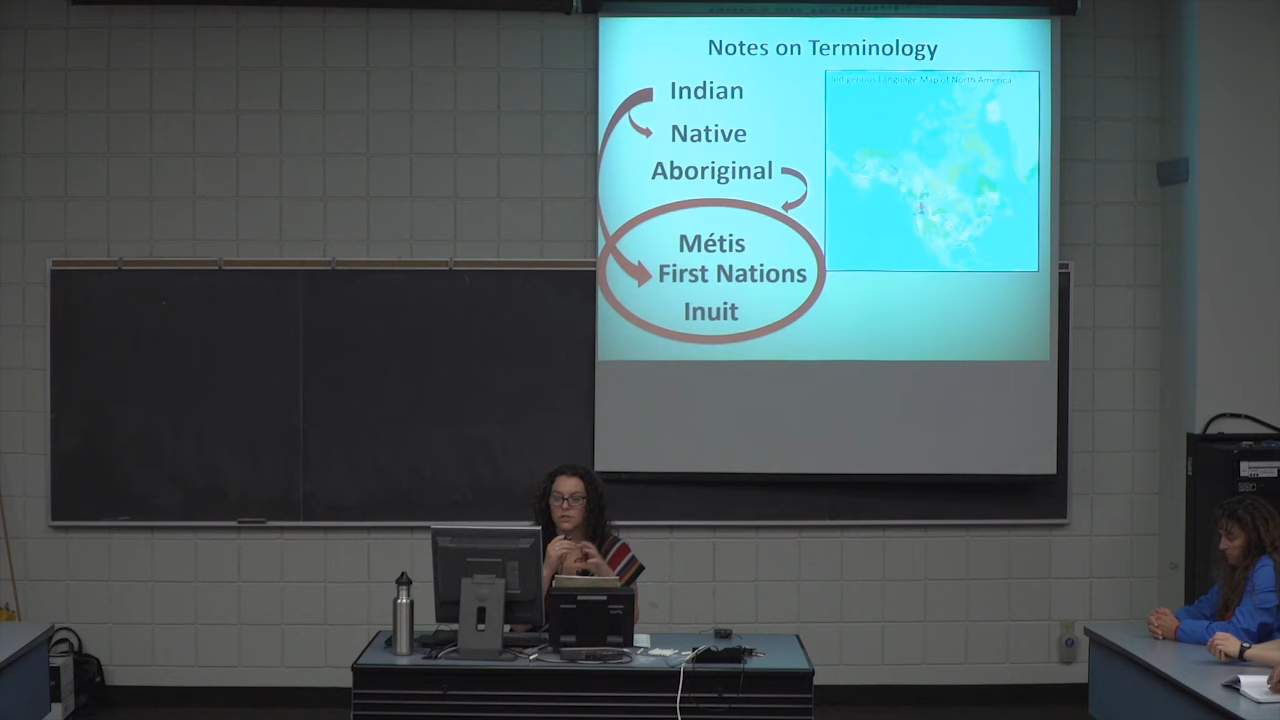 Notes on Terminology
Indian
Native
Aboriginal
Métis
First Nations
Inuit
Indigenous Language Map of North America